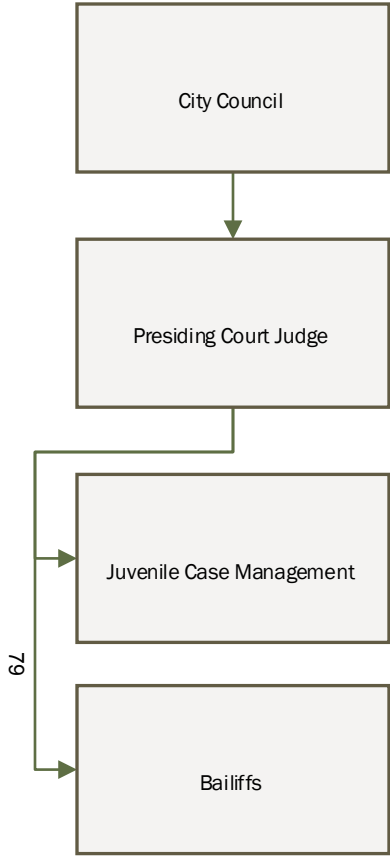 City Council
Presiding Court Judge
Juvenile Case Management
79
Bailiffs